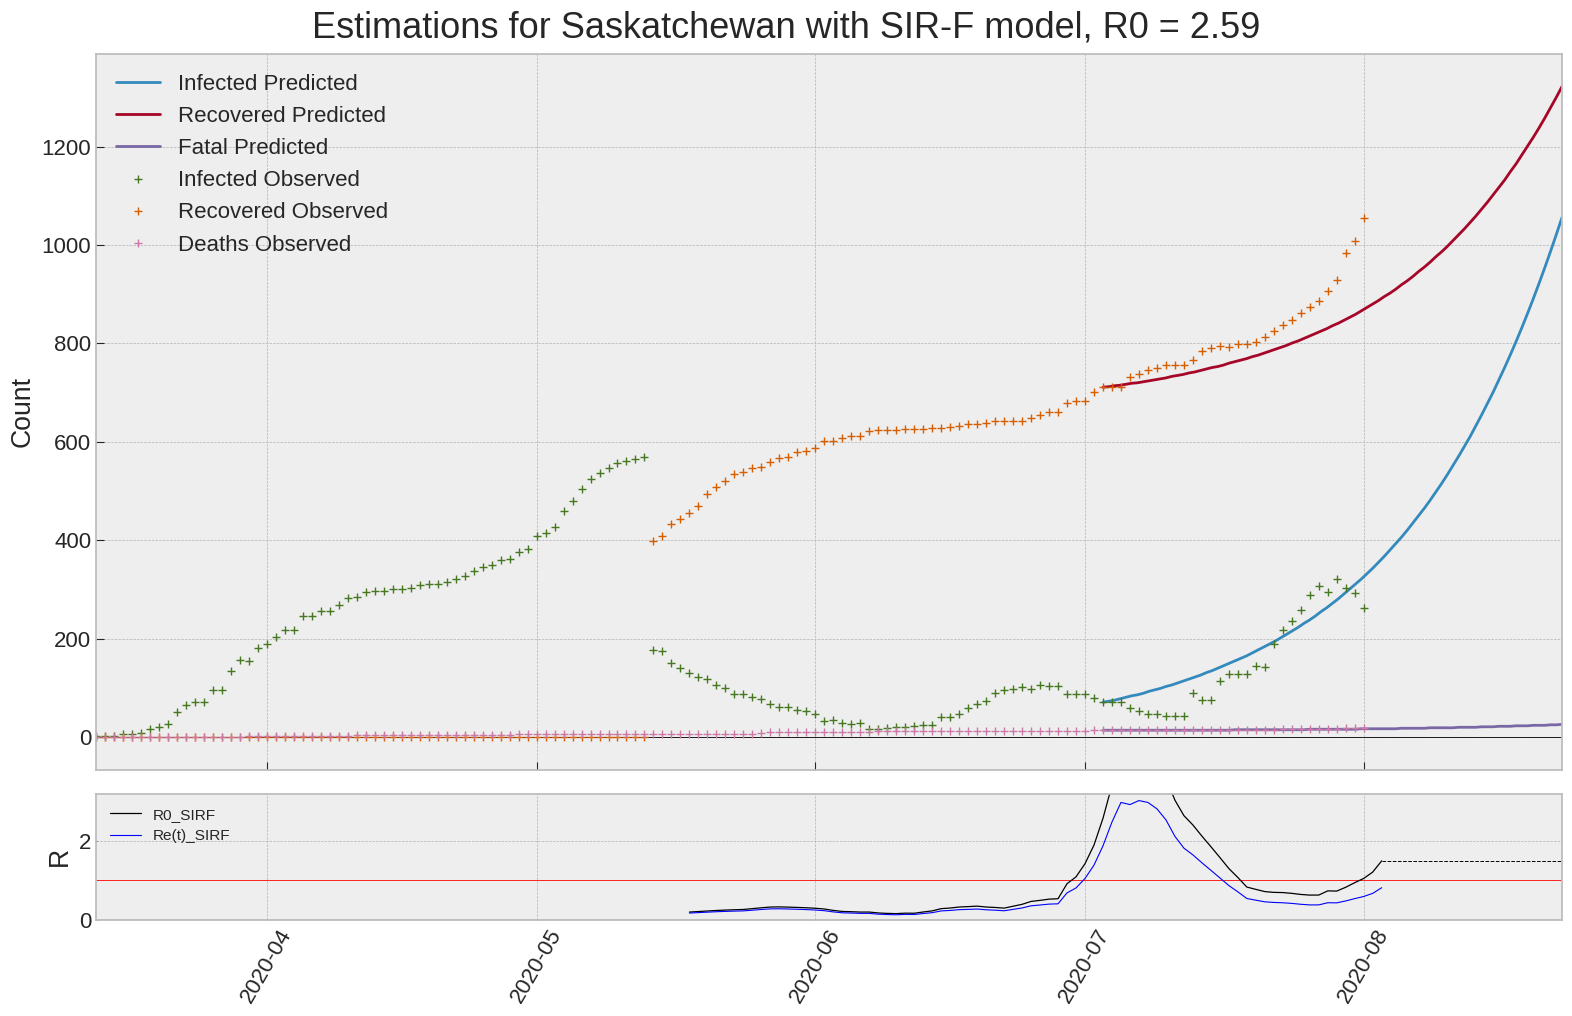 Estimations for Saskatchewan with SIR-F model, R0 = 2.59
Infected Predicted
Recovered Predicted
Fatal Predicted
Infected Observed
Recovered Observed
Deaths Observed
Count
1200
1000
800
600
400
200
0
R0_SIRF
Re(t)_SIRF
R
2
0
2020-04
2020-05
2020-06
2020-07
2020-08